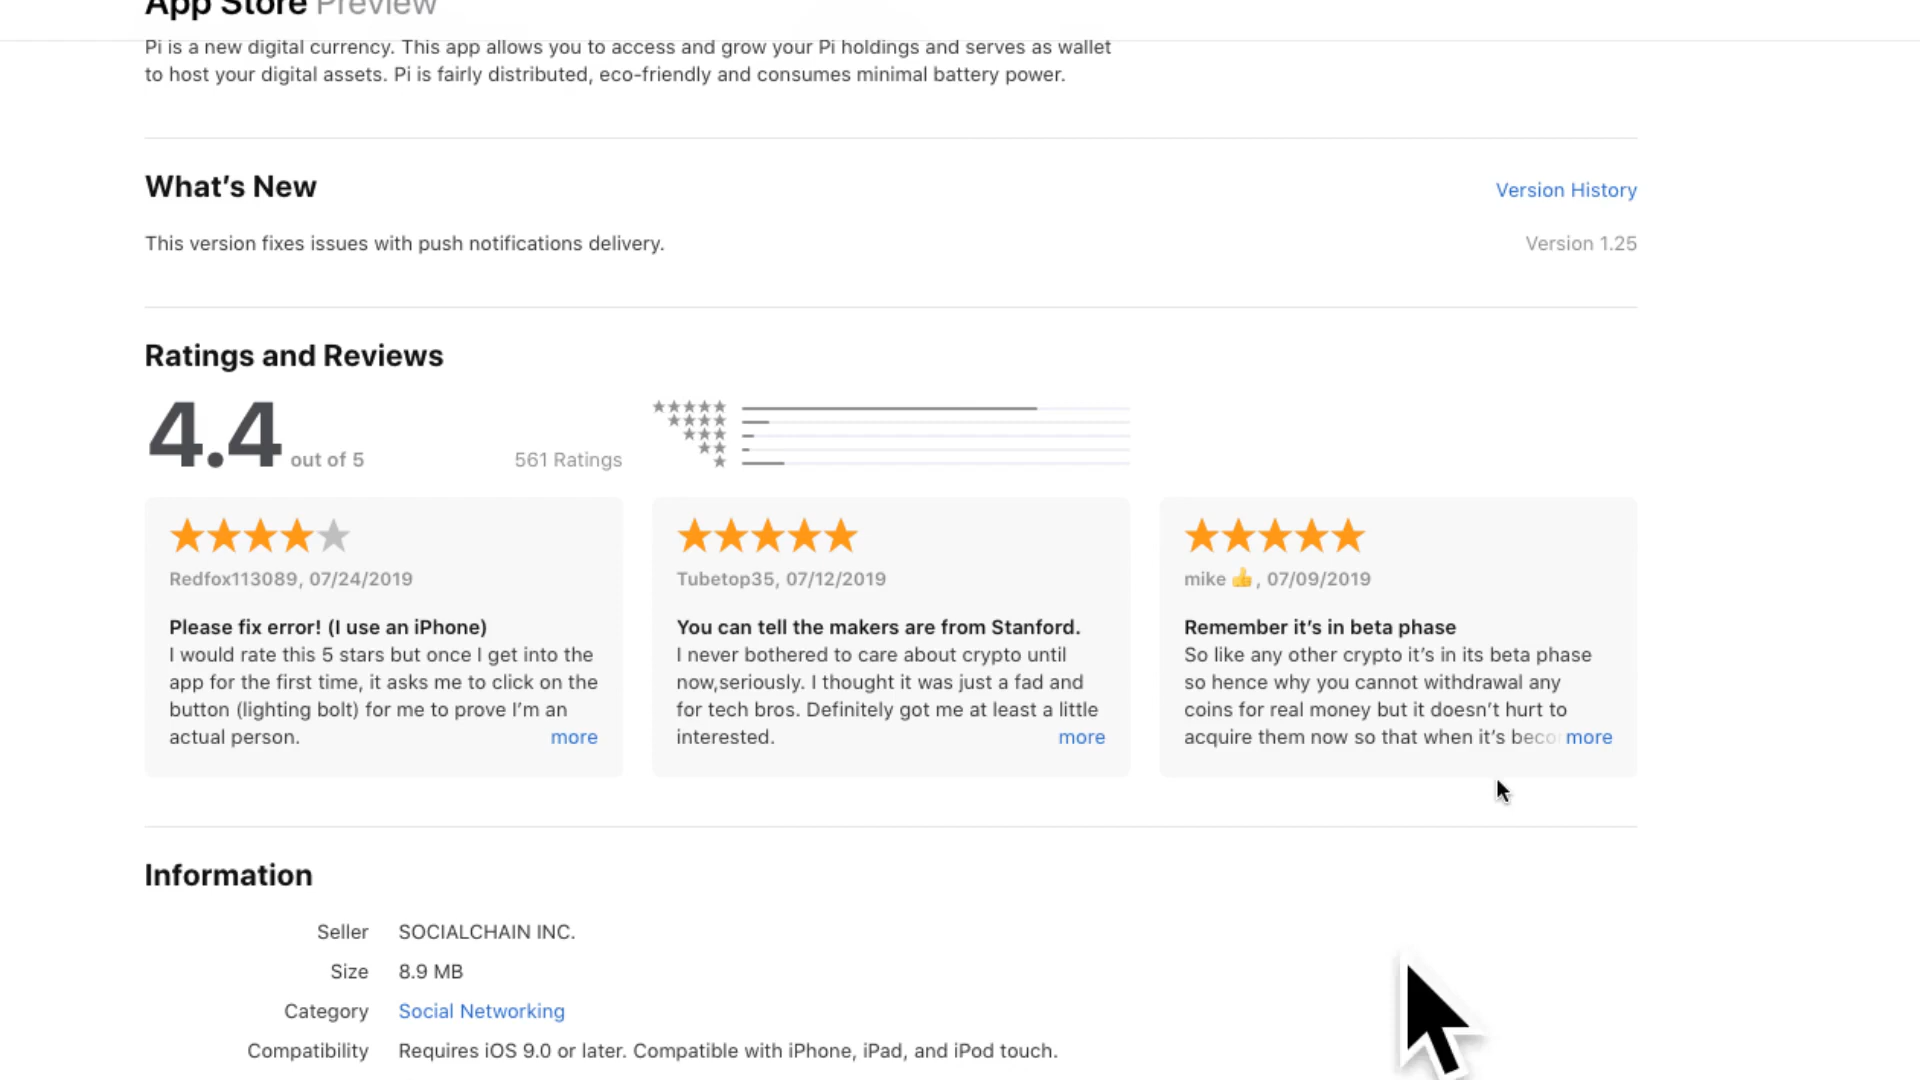 App Store Preview
Pi is a new digital currency. This app allows you to access and grow your Pi holdings and serves as wallet
to host your digital assets. Pi is fairly distributed, eco-friendly and consumes minimal battery power.
What’s New
Version History
This version fixes issues with push notifications delivery.
Version 1.25
Ratings and Reviews
4.4 out of 5
561 Ratings
Redfox113089, 07/24/2019
Please fix error! (I use an iPhone)
I would rate this 5 stars but once I get into the
app for the first time, it asks me to click on the
button (lighting bolt) for me to prove I’m an
actual person. more
Tubetop35, 07/12/2019
You can tell the makers are from Stanford.
I never bothered to care about crypto until
now,seriously. I thought it was just a fad and
for tech bros. Definitely got me at least a little
interested. more
mike 👍, 07/09/2019
Remember it’s in beta phase
So like any other crypto it’s in its beta phase
so hence why you cannot withdrawal any
coins for real money but it doesn’t hurt to
acquire them now so that when it’s beco more
Information
Seller SOCIALCHAIN INC.
Size 8.9 MB
Category Social Networking
Compatibility Requires iOS 9.0 or later. Compatible with iPhone, iPad, and iPod touch.